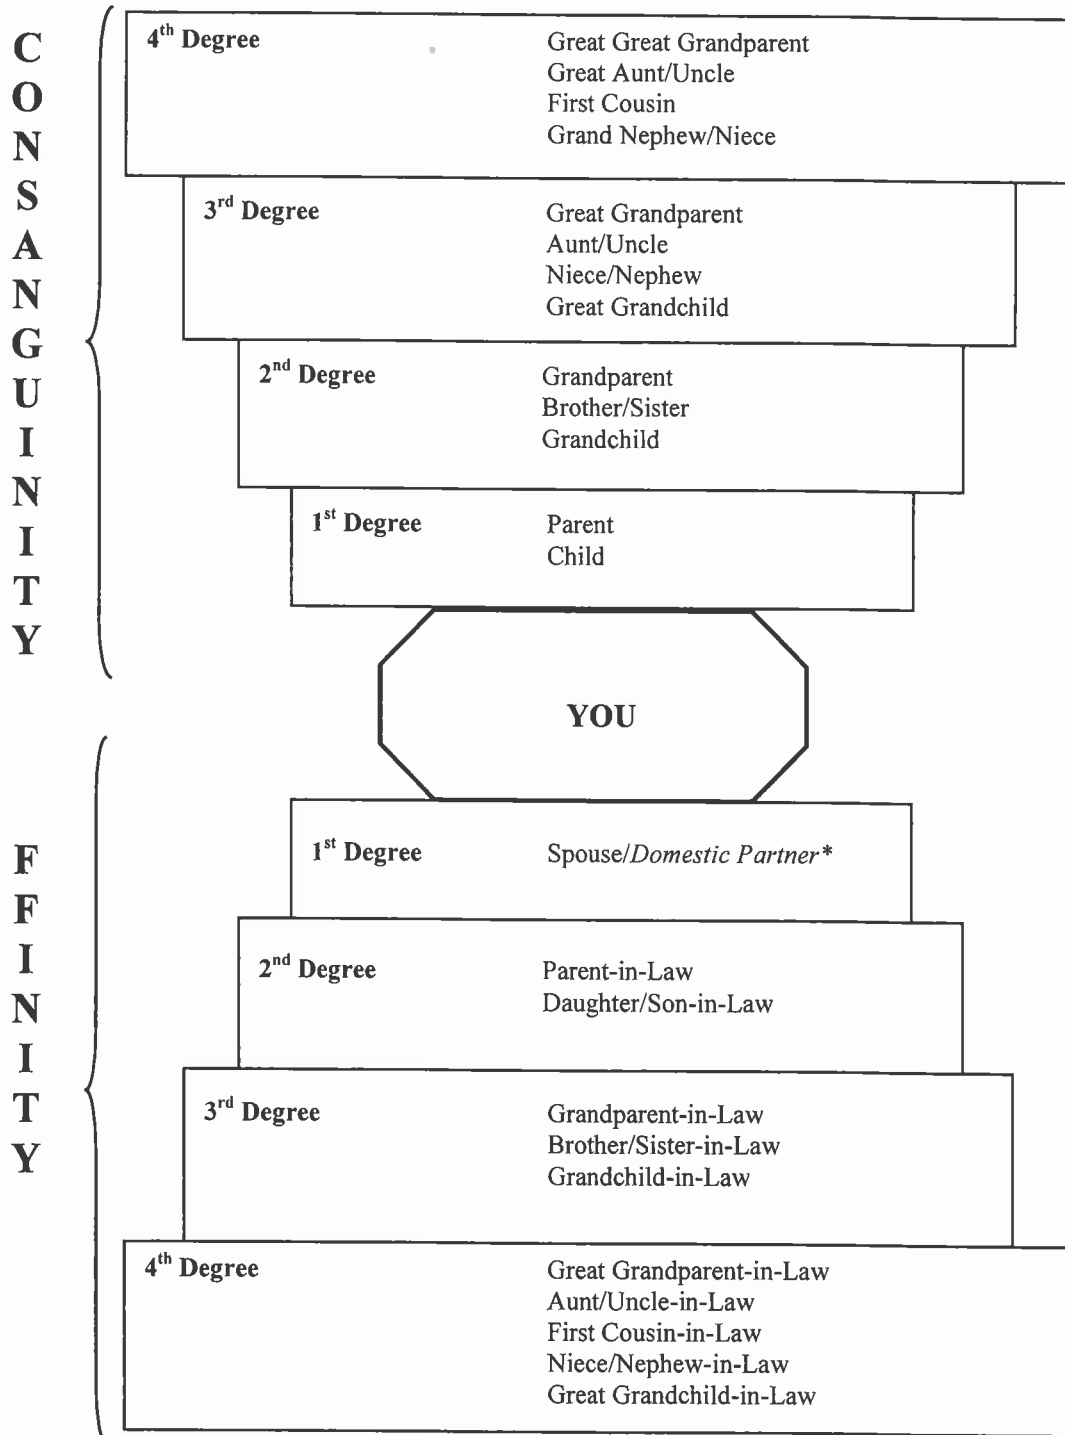 CONSANGUINITY
4th Degree
Great Great Grandparent
Great Aunt/Uncle
First Cousin
Grand Nephew/Niece
3rd Degree
Great Grandparent
Aunt/Uncle
Niece/Nephew
Great Grandchild
2nd Degree
Grandparent
Brother/Sister
Grandchild
1st Degree
Parent
Child
YOU
FFINITY
1st Degree
Spouse/Domestic Partner*
2nd Degree
Parent-in-Law
Daughter/Son-in-Law
3rd Degree
Grandparent-in-Law
Brother/Sister-in-Law
Grandchild-in-Law
4th Degree
Great Grandparent-in-Law
Aunt/Uncle-in-Law
First Cousin-in-Law
Niece/Nephew-in-Law
Great Grandchild-in-Law